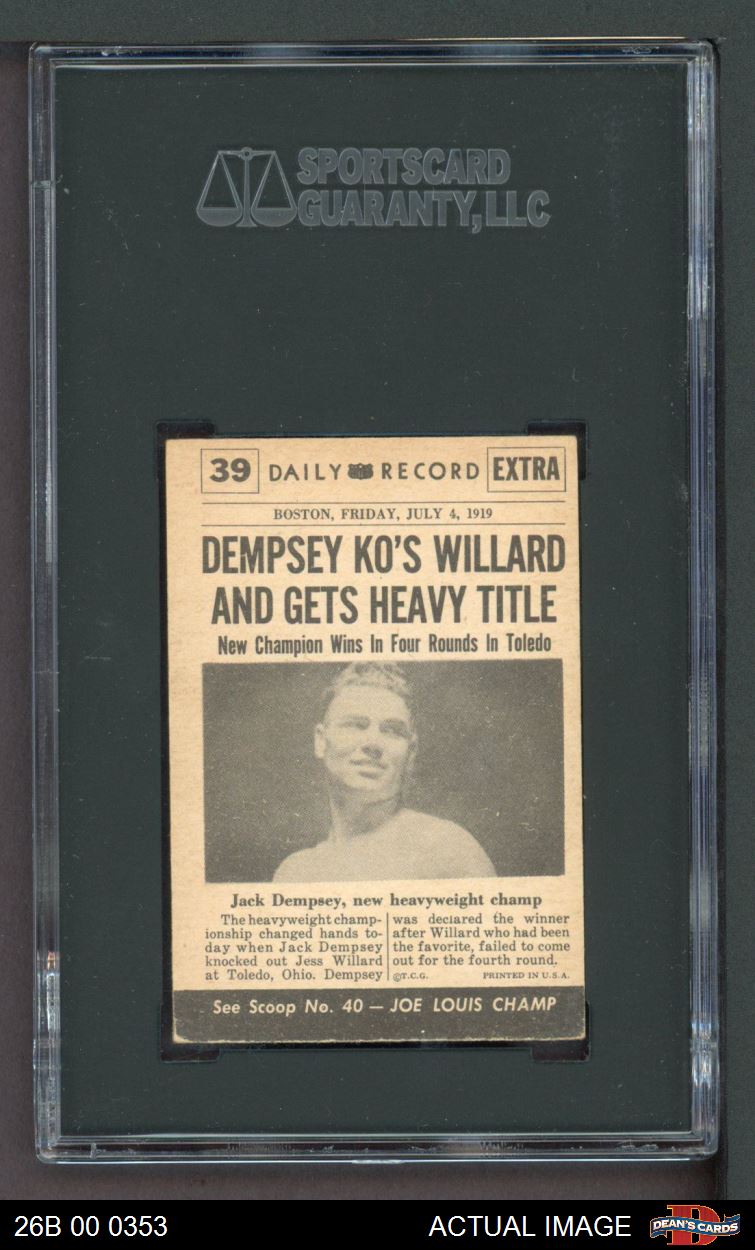 SPORTSCARD
GUARANTY, LLC
39 DAILY RECORD EXTRA
BOSTON, FRIDAY, JULY 4, 1919
DEMPSEY KO'S WILLARD
AND GETS HEAVY TITLE
New Champion Wins In Four Rounds In Toledo
Jack Dempsey, new heavyweight champ
The heavyweight champ-
ionship changed hands to-
day when Jack Dempsey
knocked out Jess Willard
at Toledo, Ohio. Dempsey
was declared the winner
after Willard who had been
the favorite, failed to come
out for the fourth round.
©T.C.G. PRINTED IN U.S.A.
See Scoop No. 40 — JOE LOUIS CHAMP
26B 00 0353 ACTUAL IMAGE
D
DEAN'S CARDS